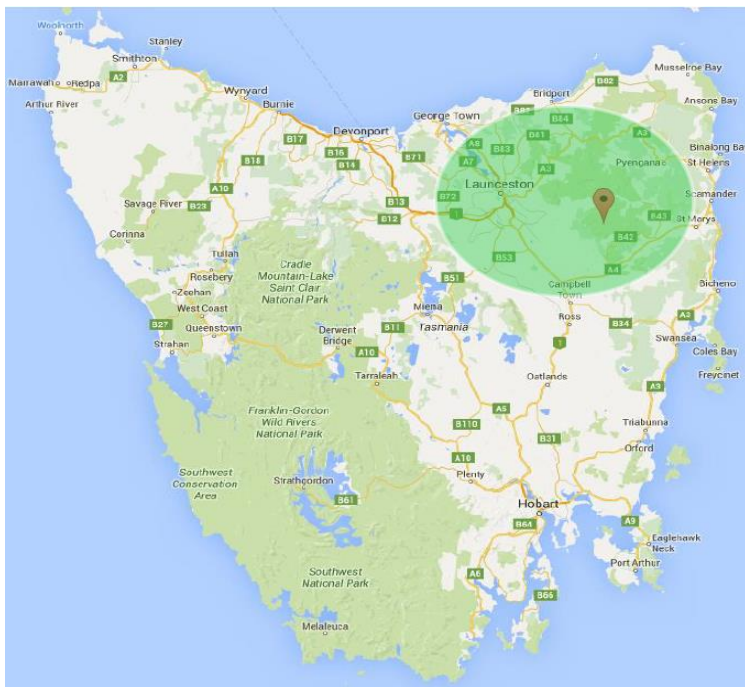 Woolnorth
Stanley
Smithton
Marrawah
Redpa
A2
Arthur River
Wynyard
Burnie
Devonport
George Town
Bridport
B82
Musselroe Bay
Ansons Bay
B17
B16
B14
B18
B71
A8
A7
B83
B81
B84
A3
A3
Pyengana
Binalong Bay
St Helens
A10
B23
Savage River
Corinna
B13
B12
B72
1
Launceston
Scamander
B43
St Marys
B42
Tullah
Rosebery
Zeehan
West Coast
Queenstown
B27
Strahan
Cradle
Mountain-Lake
Saint Clair
National Park
B51
B53
A4
Campbell
Town
Bicheno
Miena
Tasmania
Ross
B34
A3
Swansea
Coles Bay
Freycinet
Derwent
Bridge
B11
A10
Tarraleah
1
Oatlands
A9
Franklin-Gordon
Wild Rivers
National Park
A5
B110
B31
Triabunna
Orford
A10
Plenty
Southwest
Conservation
Area
Strathgordon
B61
Hobart
B64
A9
Eaglehawk
Neck
Port Arthur
Southwest
National Park
A6
B66
Melaleuca